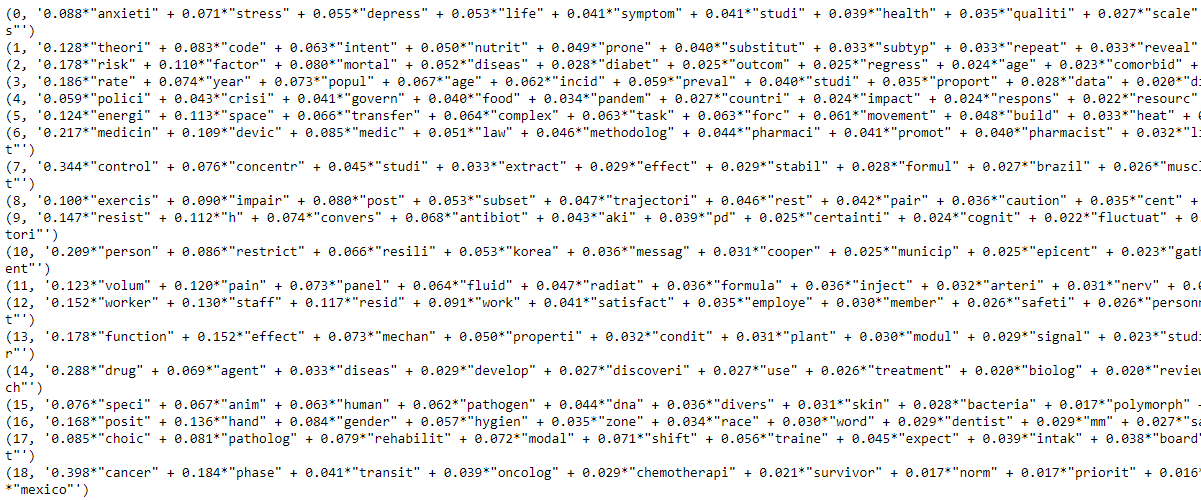 (0, '0.088*"anxieti" + 0.071*"stress" + 0.055*"depress" + 0.053*"life" + 0.041*"symptom" + 0.041*"studi" + 0.039*"health" + 0.035*"qualiti" + 0.027*"scale"
s"')
(1, '0.128*"theori" + 0.083*"code" + 0.063*"intent" + 0.050*"nutrit" + 0.049*"prone" + 0.040*"substitut" + 0.033*"subtyp" + 0.033*"repeat" + 0.033*"reveal"
(2, '0.178*"risk" + 0.110*"factor" + 0.080*"mortal" + 0.052*"diseas" + 0.028*"diabet" + 0.025*"outcom" + 0.025*"regress" + 0.024*"age" + 0.023*"comorbid" +
(3, '0.186*"rate" + 0.074*"year" + 0.073*"popul" + 0.067*"age" + 0.062*"incid" + 0.059*"preval" + 0.040*"studi" + 0.035*"proport" + 0.028*"data" + 0.020*"di
(4, '0.059*"polici" + 0.043*"crisi" + 0.041*"govern" + 0.040*"food" + 0.034*"pandem" + 0.027*"countri" + 0.024*"impact" + 0.024*"respons" + 0.022*"resourc"
(5, '0.124*"energi" + 0.113*"space" + 0.066*"transfer" + 0.064*"complex" + 0.063*"task" + 0.063*"forc" + 0.061*"movement" + 0.048*"build" + 0.033*"heat" +
(6, '0.217*"medicin" + 0.109*"devic" + 0.085*"medic" + 0.051*"law" + 0.046*"methodolog" + 0.044*"pharmaci" + 0.041*"promot" + 0.040*"pharmacist" + 0.032*"li
t"')
(7, '0.344*"control" + 0.076*"concentr" + 0.045*"studi" + 0.033*"extract" + 0.029*"effect" + 0.029*"stabil" + 0.028*"formul" + 0.027*"brazil" + 0.026*"muscl
t"')
(8, '0.100*"exercis" + 0.090*"impair" + 0.080*"post" + 0.053*"subset" + 0.047*"trajectori" + 0.046*"rest" + 0.042*"pair" + 0.036*"caution" + 0.035*"cent" +
(9, '0.147*"resist" + 0.112*"h" + 0.074*"convers" + 0.068*"antibiot" + 0.043*"aki" + 0.039*"pd" + 0.025*"certainti" + 0.024*"cognit" + 0.022*"fluctuat" + 0.
tori"')
(10, '0.209*"person" + 0.086*"restrict" + 0.066*"resili" + 0.053*"korea" + 0.036*"messag" + 0.031*"cooper" + 0.025*"municip" + 0.025*"epicent" + 0.023*"gath
ent"')
(11, '0.123*"volum" + 0.120*"pain" + 0.073*"panel" + 0.064*"fluid" + 0.047*"radiat" + 0.036*"formula" + 0.036*"inject" + 0.032*"arteri" + 0.031*"nerv" + 0.0
(12, '0.152*"worker" + 0.130*"staff" + 0.117*"resid" + 0.091*"work" + 0.041*"satisfact" + 0.035*"employe" + 0.030*"member" + 0.026*"safeti" + 0.026*"personn
t"')
(13, '0.178*"function" + 0.152*"effect" + 0.073*"mechan" + 0.050*"properti" + 0.032*"condit" + 0.031*"plant" + 0.030*"modul" + 0.029*"signal" + 0.023*"studi
r"')
(14, '0.288*"drug" + 0.069*"agent" + 0.033*"diseas" + 0.029*"develop" + 0.027*"discoveri" + 0.027*"use" + 0.026*"treatment" + 0.020*"biolog" + 0.020*"review
ch"')
(15, '0.076*"speci" + 0.067*"anim" + 0.063*"human" + 0.062*"pathogen" + 0.044*"dna" + 0.036*"divers" + 0.031*"skin" + 0.028*"bacteria" + 0.017*"polymorph" +
(16, '0.168*"posit" + 0.136*"hand" + 0.084*"gender" + 0.057*"hygien" + 0.035*"zone" + 0.034*"race" + 0.030*"word" + 0.029*"dentist" + 0.029*"mm" + 0.027*"sa
(17, '0.085*"choic" + 0.081*"patholog" + 0.079*"rehabilit" + 0.072*"modal" + 0.071*"shift" + 0.056*"traine" + 0.045*"expect" + 0.039*"intak" + 0.038*"board"
t"')
(18, '0.398*"cancer" + 0.184*"phase" + 0.041*"transit" + 0.039*"oncolog" + 0.029*"chemotherapi" + 0.021*"survivor" + 0.017*"norm" + 0.017*"priorit" + 0.016
*"mexico"')